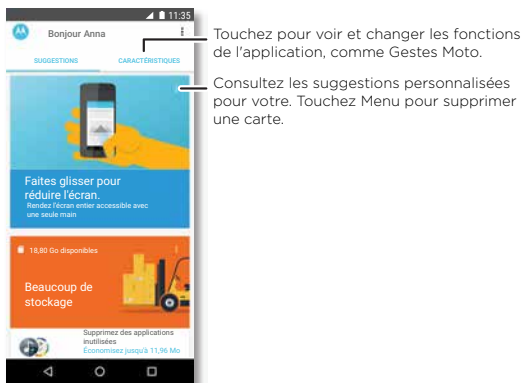 11:35
Bonjour Anna
SUGGESTIONS
CARACTÉRISTIQUES
Touchez pour voir et changer les fonctions
de l'application, comme Gestes Moto.
Consultez les suggestions personnalisées
pour votre. Touchez Menu pour supprimer
une carte.
Faites glisser pour
réduire l'écran.
Rendez l'écran entier accessible avec
une seule main
18,80 Go disponibles
Beaucoup de
stockage
Supprimez des applications
inutilisées
Économisez jusqu'à 11,96 Mo